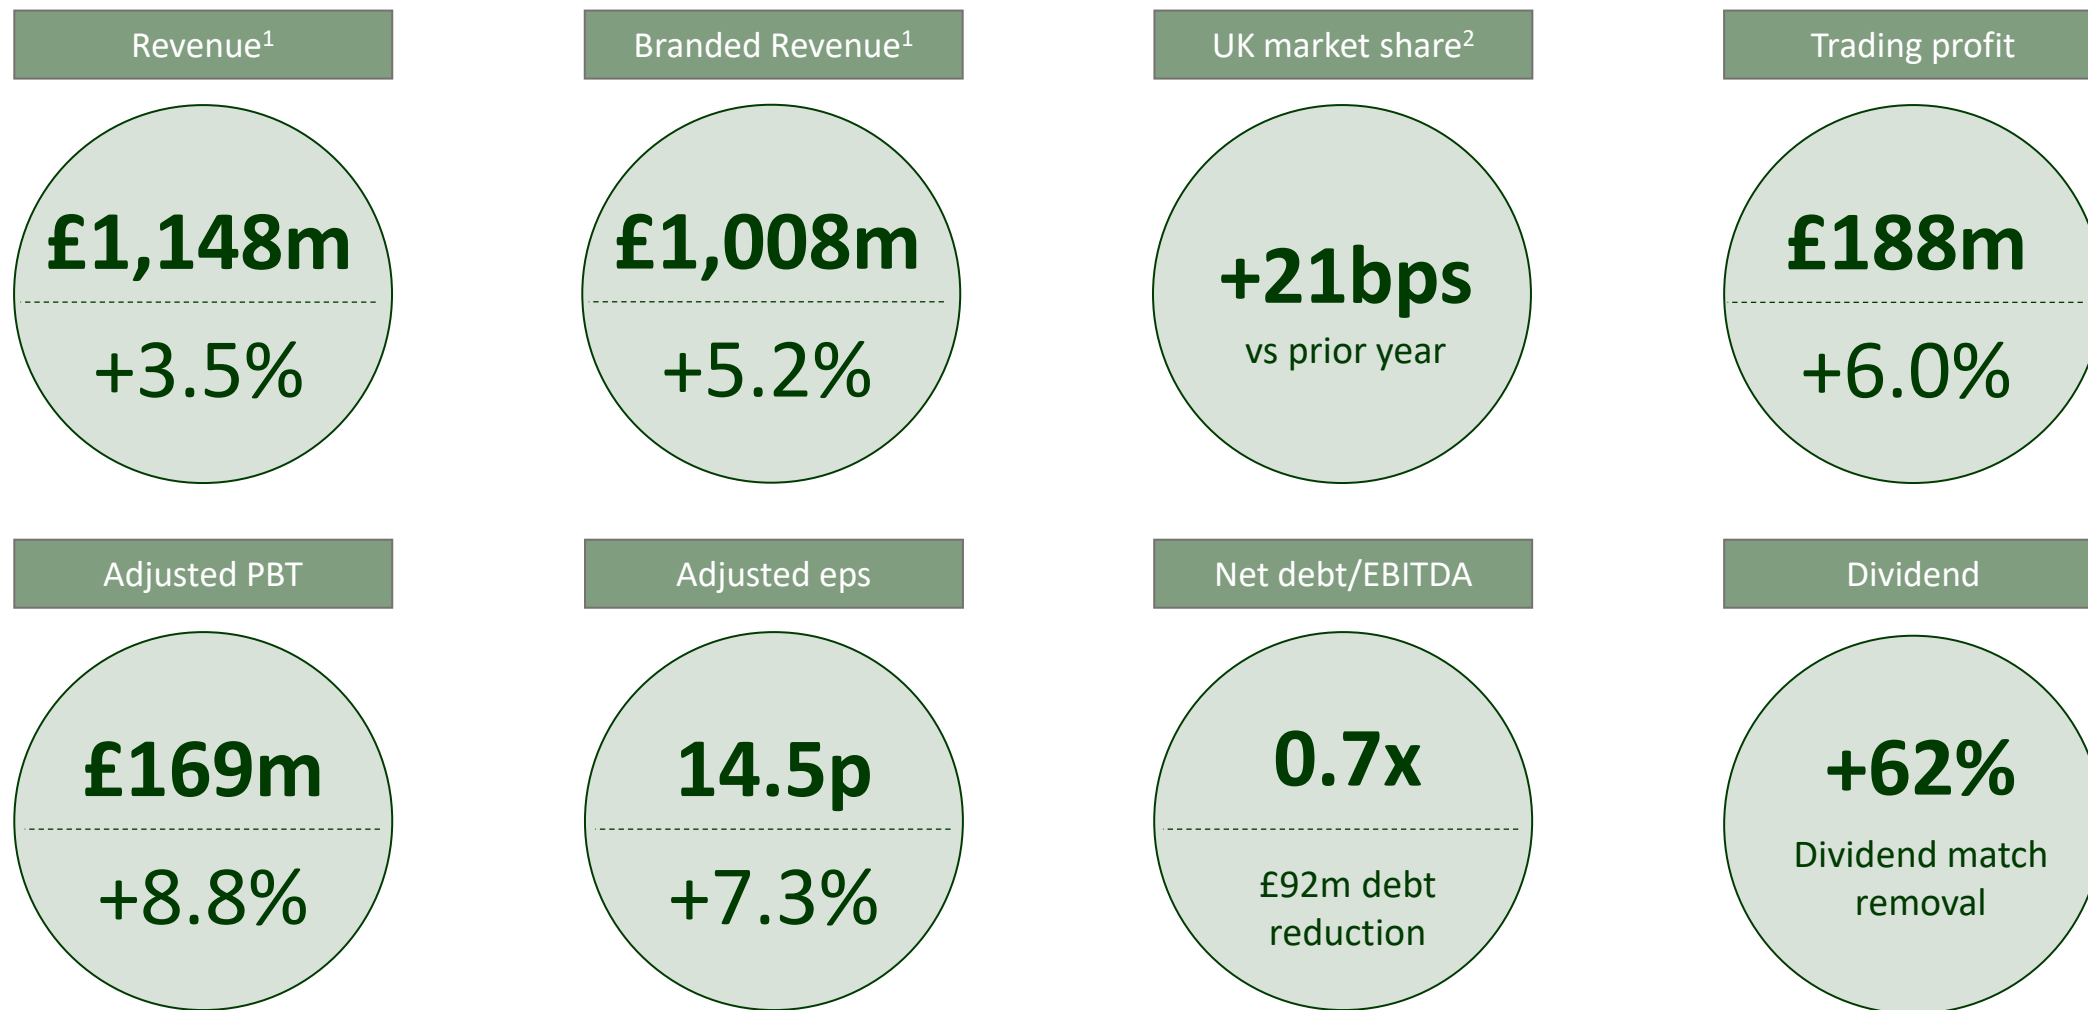 Revenue¹
£1,148m
+3.5%
Branded Revenue¹
£1,008m
+5.2%
UK market share²
+21bps
vs prior year
Trading profit
£188m
+6.0%
Adjusted PBT
£169m
+8.8%
Adjusted eps
14.5p
+7.3%
Net debt/EBITDA
0.7x
£92m debt
reduction
Dividend
+62%
Dividend match
removal